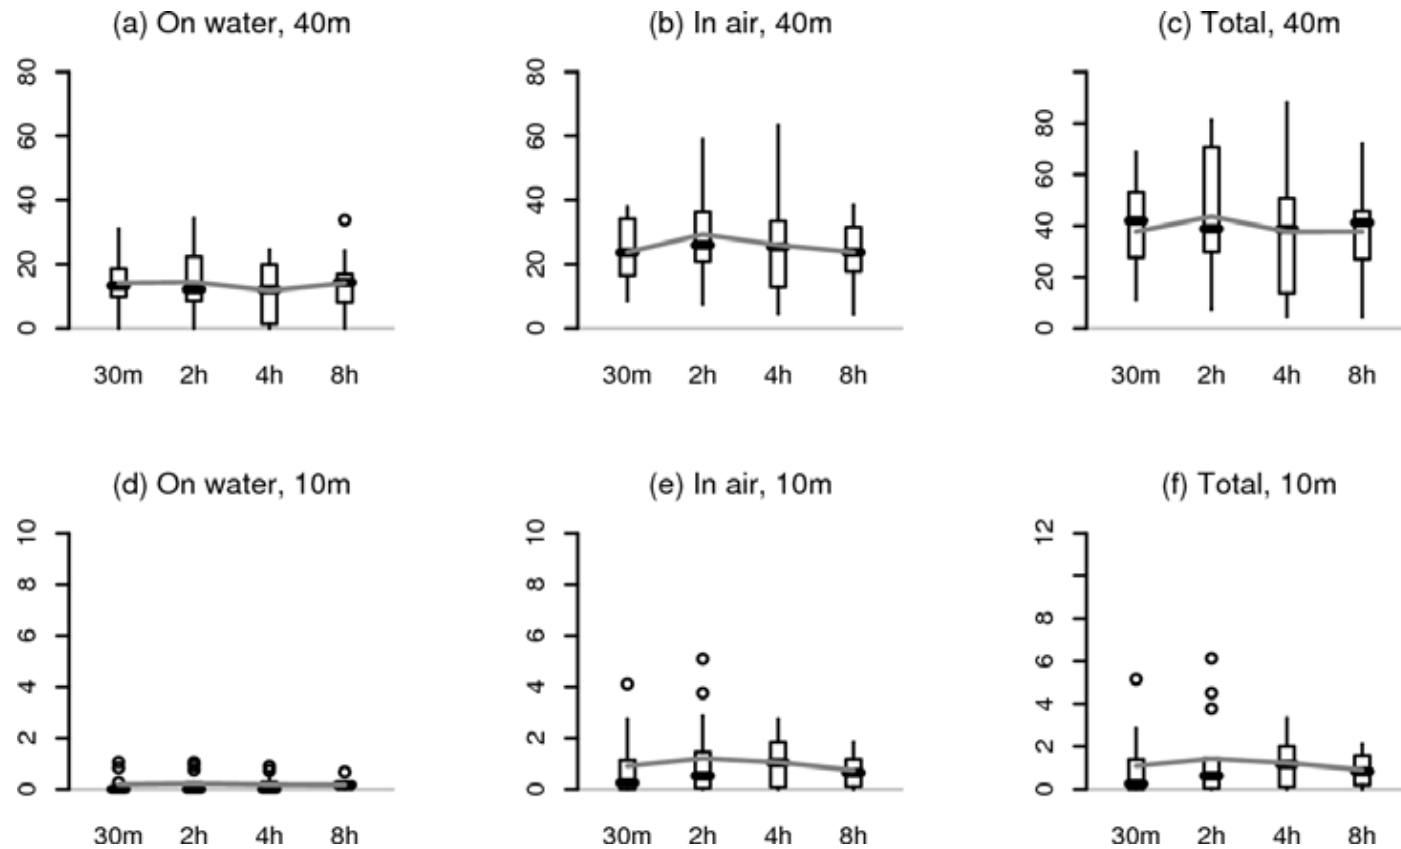 (a) On water, 40m
(b) In air, 40m
(c) Total, 40m
80
60
40
20
0
30m 2h 4h 8h
80
60
40
20
0
30m 2h 4h 8h
80
60
40
20
0
30m 2h 4h 8h
(d) On water, 10m
(e) In air, 10m
(f) Total, 10m
10
8
6
4
2
0
30m 2h 4h 8h
10
8
6
4
2
0
30m 2h 4h 8h
12
8
6
4
2
0
30m 2h 4h 8h